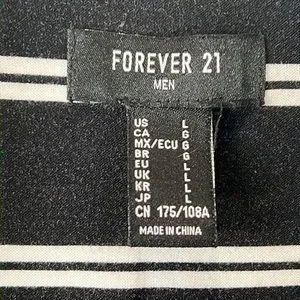 FOREVER 21
MEN
US L
CA G
MX/ECU G
BR G
EU L
UK L
KR L
JP L
CN 175/108A
MADE IN CHINA